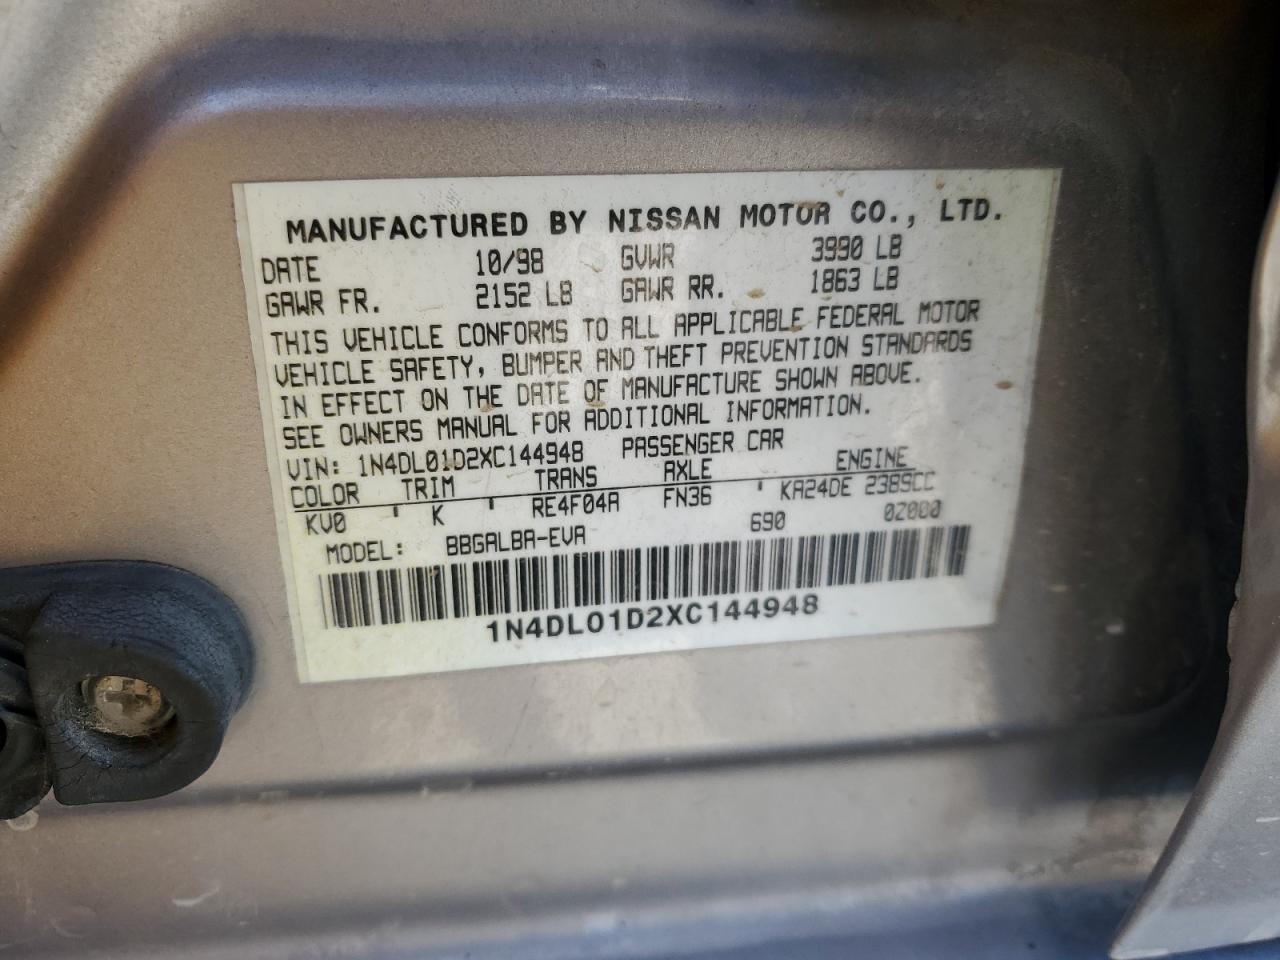 MANUFACTURED BY NISSAN MOTOR CO., LTD.
DATE 10/98 GVWR 3990 LB
GAWR FR. 2152 LB GAWR RR. 1863 LB
THIS VEHICLE CONFORMS TO ALL APPLICABLE FEDERAL MOTOR
VEHICLE SAFETY, BUMPER AND THEFT PREVENTION STANDARDS
IN EFFECT ON THE DATE OF MANUFACTURE SHOWN ABOVE.
SEE OWNERS MANUAL FOR ADDITIONAL INFORMATION.
VIN: 1N4DL01D2XC144948 PASSENGER CAR
COLOR TRIM TRANS AXLE ENGINE
KV0 ' K ' RE4F04A FN36 ' KA24DE 2389CC
MODEL: BBGALBA-EVA 690 0Z000
1N4DL01D2XC144948